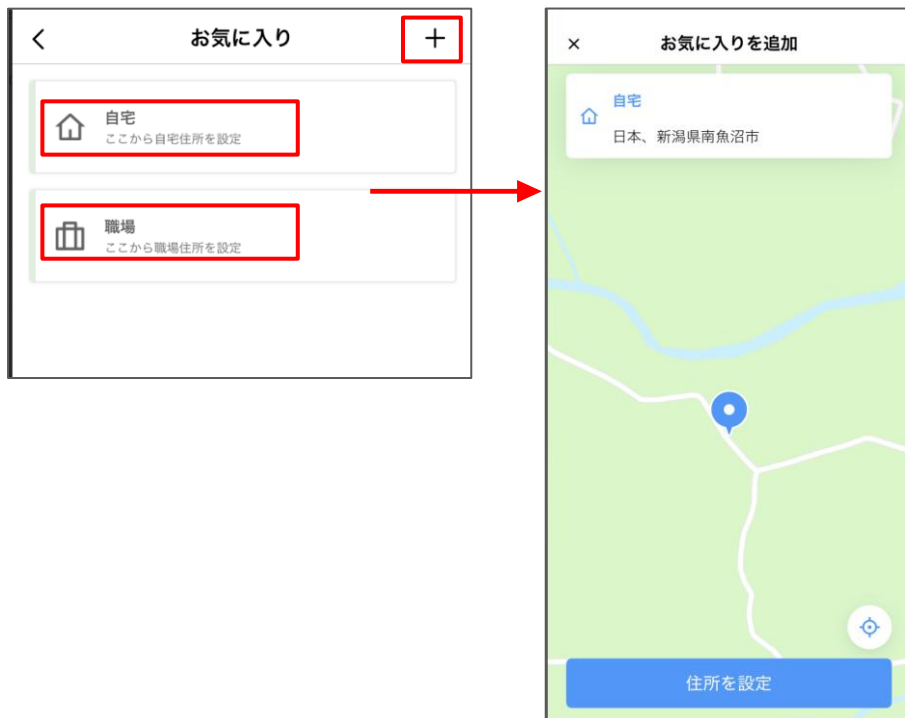 お気に入り
自宅
ここから自宅住所を設定
職場
ここから職場住所を設定
お気に入りを追加
自宅
日本、新潟県南魚沼市
住所を設定